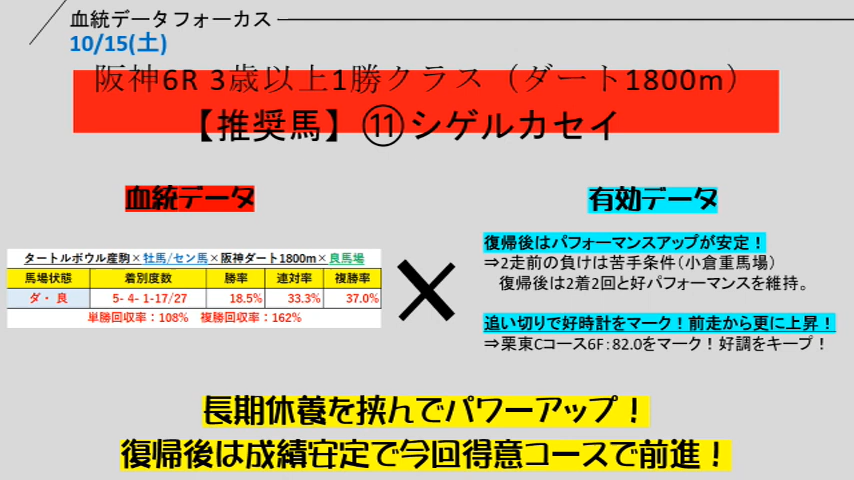 血統データフォーカス
10/15(土)
阪神6R 3歳以上1勝クラス（ダート1800m）
【推奨馬】⑪シゲルカセイ
血統データ
有効データ
タートルボウル産駒×牡馬/セン馬×阪神ダート1800m×良馬場
馬場状態 着別度数 勝率 連対率 複勝率
ダ・良 5- 4- 1-17/27 18.5% 33.3% 37.0%
単勝回収率：108% 複勝回収率：162%
×
復帰後はパフォーマンスアップが安定！
⇒2走前の負けは苦手条件（小倉重馬場）
復帰後は2着2回と好パフォーマンスを維持。
追い切りで好時計をマーク！前走から更に上昇！
⇒栗東Cコース6F：82.0をマーク！好調をキープ！
長期休養を挟んでパワーアップ！
復帰後は成績安定で今回得意コースで前進！